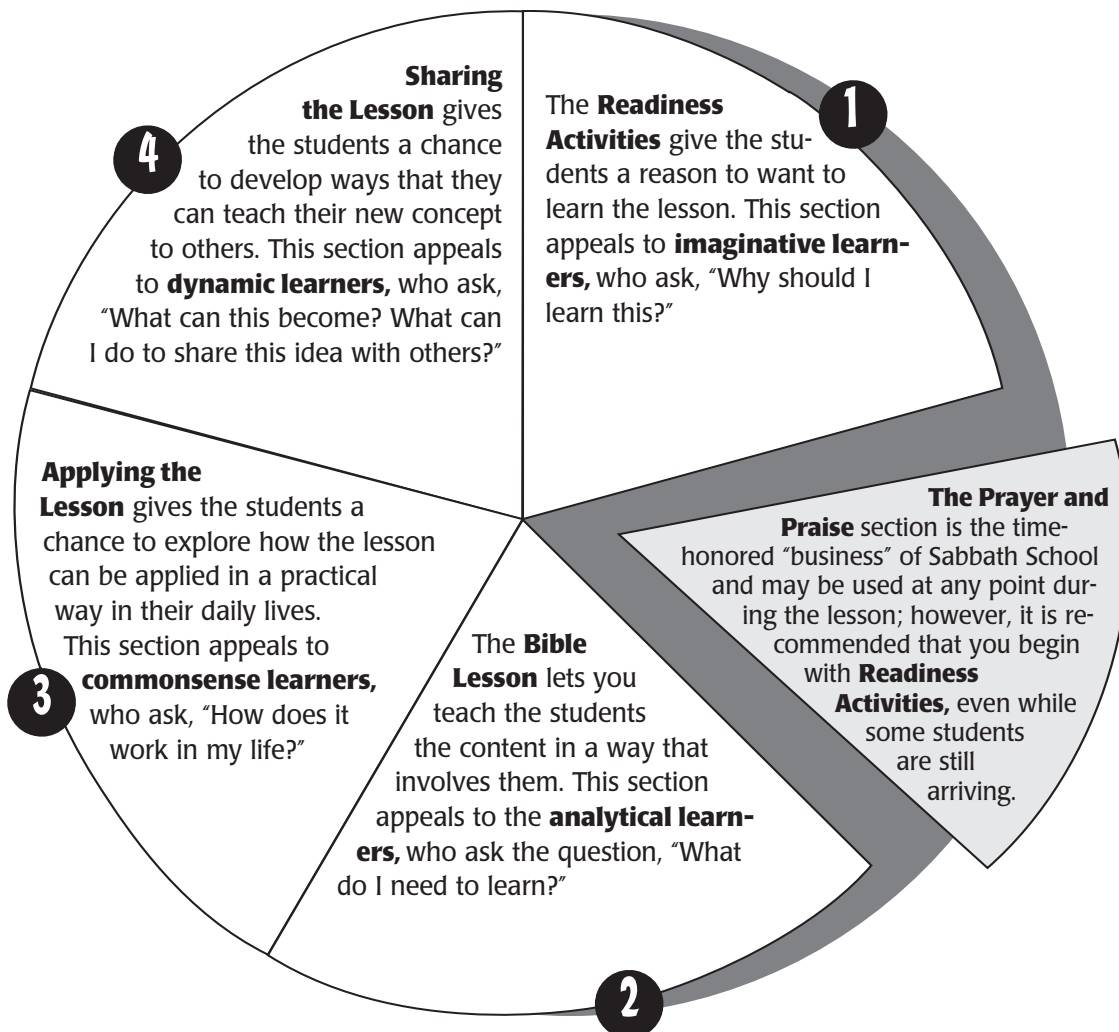 1
The Readiness
Activities give the stu-
dents a reason to want to
learn the lesson. This section
appeals to imaginative learn-
ers, who ask, “Why should I
learn this?”
The Prayer and
Praise section is the time-
honored “business” of Sabbath School
and may be used at any point dur-
ing the lesson; however, it is re-
commended that you begin
with Readiness
Activities, even while
some students
are still
arriving.
2
The Bible
Lesson lets you
teach the students
the content in a way that
involves them. This section
appeals to the analytical learn-
ers, who ask the question, “What
do I need to learn?”
3
Applying the
Lesson gives the students a
chance to explore how the lesson
can be applied in a practical
way in their daily lives.
This section appeals to
commonsense learners,
who ask, “How does it
work in my life?”
4
Sharing
the Lesson gives
the students a chance
to develop ways that they
can teach their new concept
to others. This section appeals
to dynamic learners, who ask,
“What can this become? What can
I do to share this idea with others?”